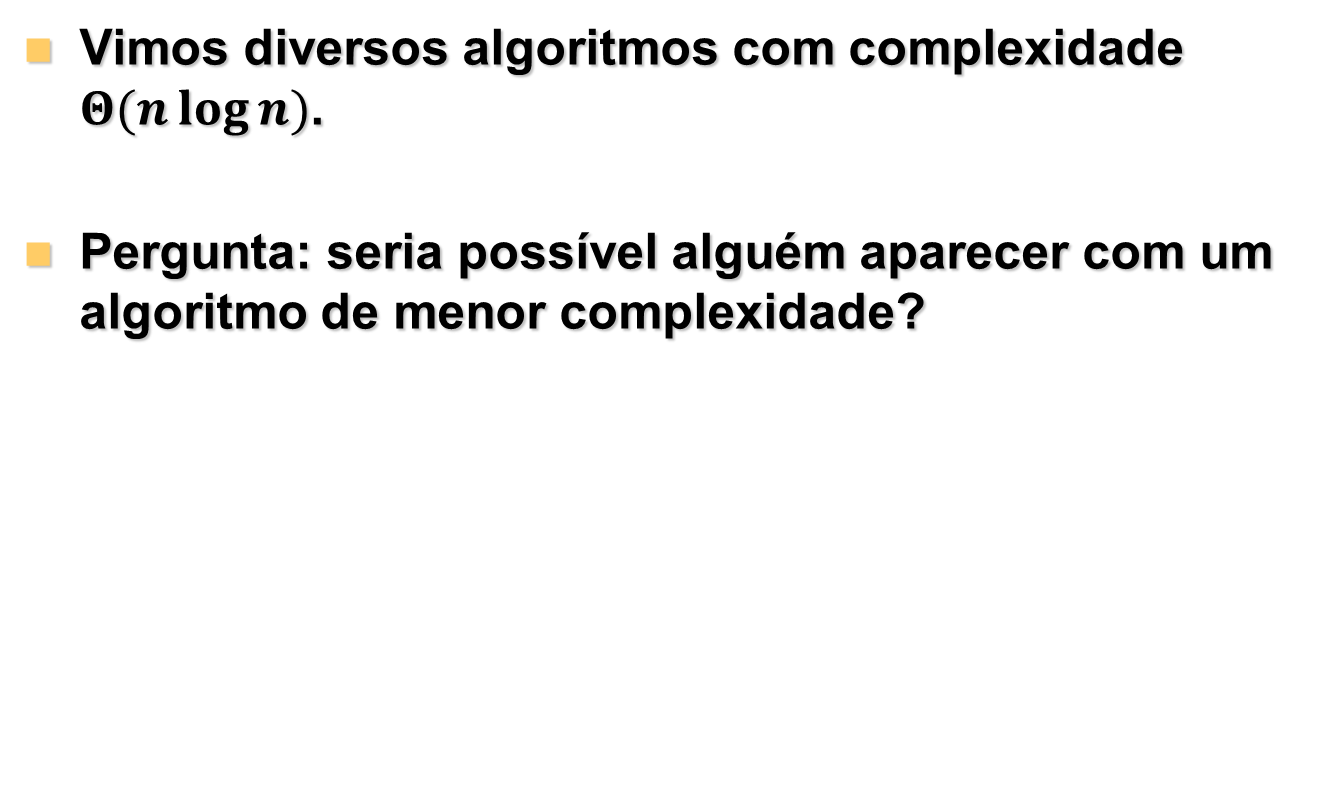 Vimos diversos algoritmos com complexidade
Θ(n log n).
Pergunta: seria possível alguém aparecer com um
algoritmo de menor complexidade?